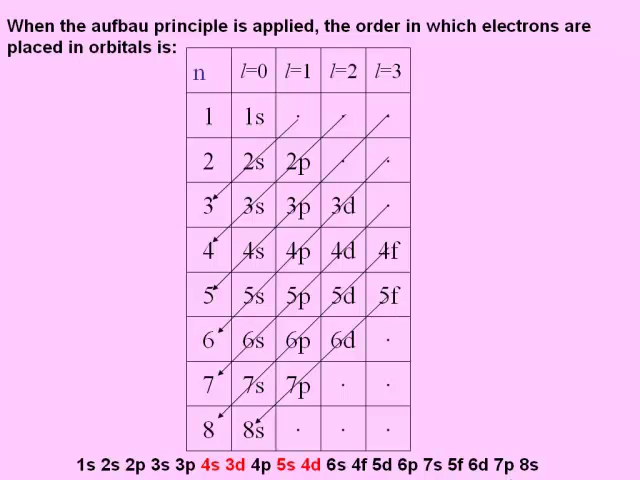 When the aufbau principle is applied, the order in which electrons are
placed in orbitals is:
n l=0 l=1 l=2 l=3
1 1s · · ·
2 2s 2p · ·
3 3s 3p 3d ·
4 4s 4p 4d 4f
5 5s 5p 5d 5f
6 6s 6p 6d ·
7 7s 7p · ·
8 8s · · ·
1s 2s 2p 3s 3p 4s 3d 4p 5s 4d 6s 4f 5d 6p 7s 5f 6d 7p 8s